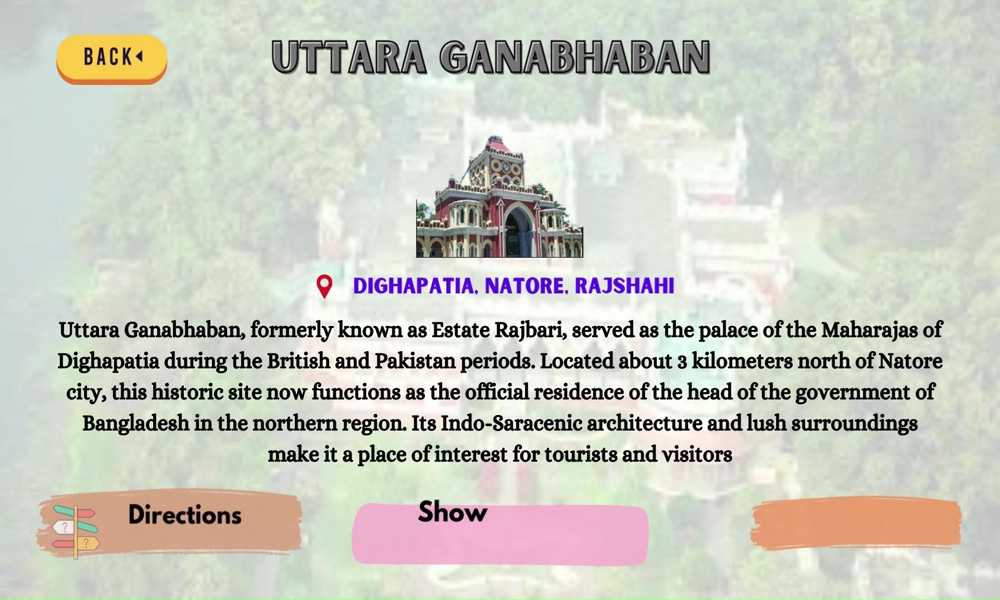 BACK
UTTARA GANABHABAN
DIGHAPATIA, NATORE, RAJSHAHI
Uttara Ganabhaban, formerly known as Estate Rajbari, served as the palace of the Maharajas of
Dighapatia during the British and Pakistan periods. Located about 3 kilometers north of Natore
city, this historic site now functions as the official residence of the head of the government of
Bangladesh in the northern region. Its Indo-Saracenic architecture and lush surroundings
make it a place of interest for tourists and visitors
Directions
Show